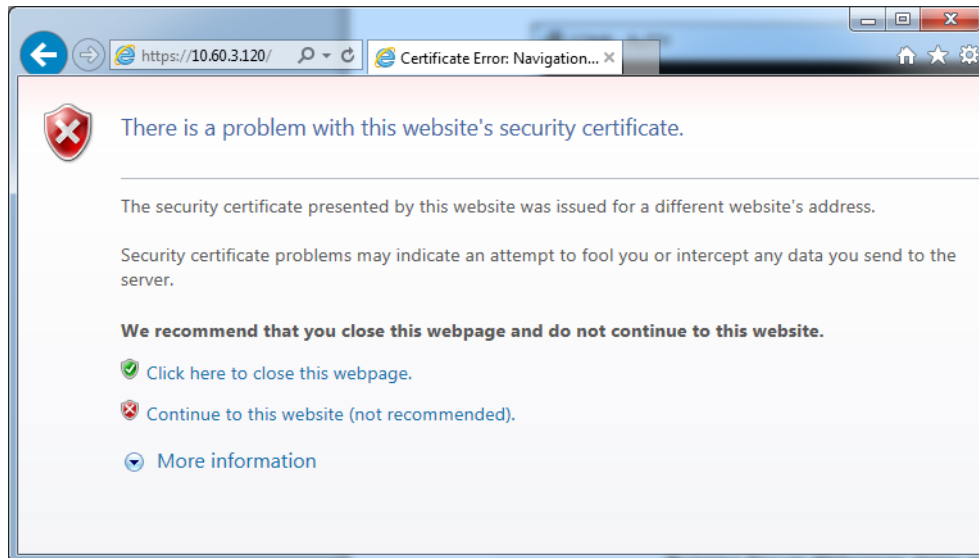 https://10.60.3.120/
Certificate Error: Navigation...
There is a problem with this website's security certificate.
The security certificate presented by this website was issued for a different website's address.
Security certificate problems may indicate an attempt to fool you or intercept any data you send to the
server.
We recommend that you close this webpage and do not continue to this website.
Click here to close this webpage.
Continue to this website (not recommended).
More information